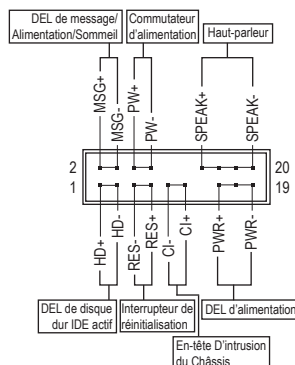 DEL de message/
Alimentation/Sommeil
Commutateur
d'alimentation
Haut-parleur
MSG+
MSG-
PW+
PW-
SPEAK+
SPEAK-
2
20
1
19
HD+
HD-
RES-
RES+
CI-
CI+
PWR+
PWR-
DEL de disque
dur IDE actif
Interrupteur de
réinitialisation
DEL d'alimentation
En-tête D'intrusion
du Châssis